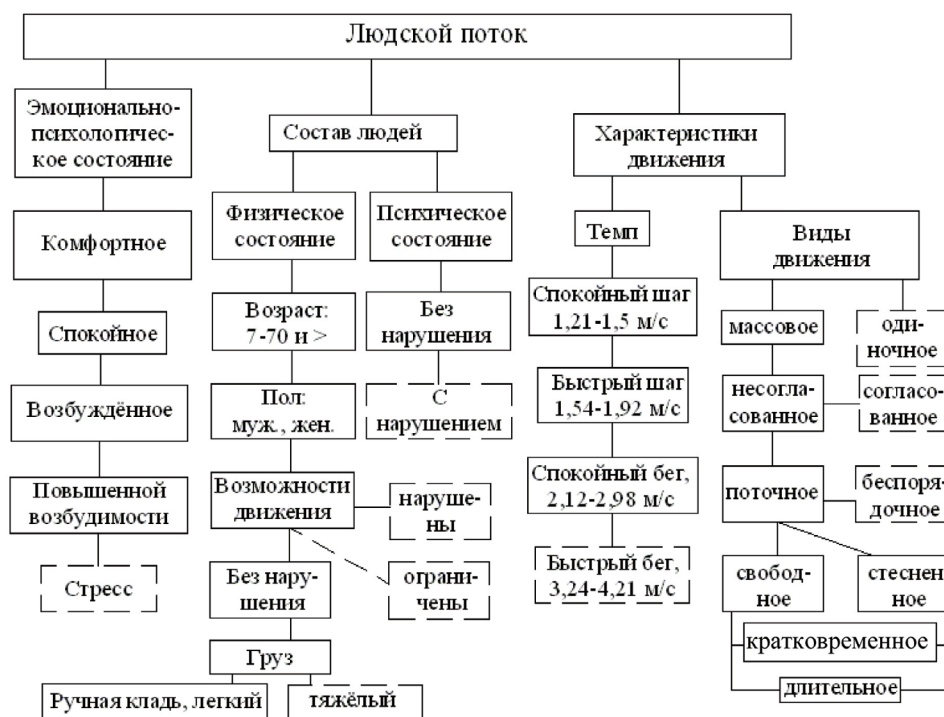 Людской поток
Эмоционально-
психологичес-
кое состояние
Состав людей
Характеристики
движения
Комфортное
Физическое
состояние
Психическое
состояние
Темп
Виды
движения
Спокойное
Возраст:
7-70 и >
Без
нарушения
Спокойный шаг
1,21-1,5 м/с
массовое
оди-
ночное
Возбуждённое
Пол:
муж., жен.
С
нарушением
Быстрый шаг
1,54-1,92 м/с
несогла-
сованное
согласо-
ванное
Повышенной
возбудимости
Возможности
движения
наруше-
ны
Спокойный бег,
2,12-2,98 м/с
поточное
беспоря-
дочное
Стресс
Без нару-
шения
ограни-
чены
Быстрый бег,
3,24-4,21 м/с
свобод-
ное
стеснен
ное
Груз
кратковременное
Ручная кладь, легкий
тяжёлый
длительное